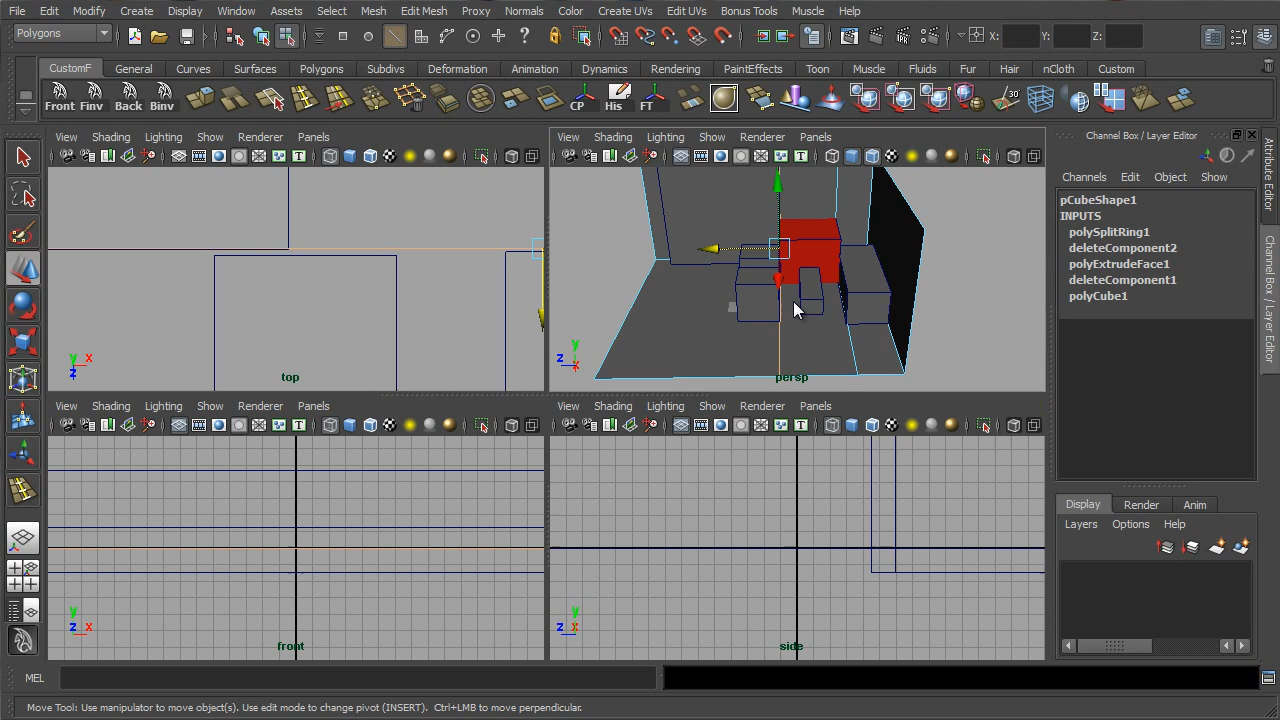 File Edit Modify Create Display Window Assets Select Mesh Edit Mesh Proxy Normals Color Create UVs Edit UVs Bonus Tools Muscle Help
Polygons X: Y: Z:
CustomF General Curves Surfaces Polygons Subdivs Deformation Animation Dynamics Rendering PaintEffects Toon Muscle Fluids Fur Hair nCloth Custom
Front Finv Back Binv CP His FT 30
View Shading Lighting Show Renderer Panels
View Shading Lighting Show Renderer Panels
Channel Box / Layer Editor
Channels Edit Object Show
pCubeShape1
INPUTS
polySplitRing1
deleteComponent2
polyExtrudeFace1
deleteComponent1
polyCube1
Attribute Editor
Channel Box / Layer Editor
y x
z
top
y
z x
persp
View Shading Lighting Show Renderer Panels
View Shading Lighting Show Renderer Panels
y
z x
front
y
z x
side
Display Render Anim
Layers Options Help
MEL
Move Tool: Use manipulator to move object(s). Use edit mode to change pivot (INSERT). Ctrl+LMB to move perpendicular.